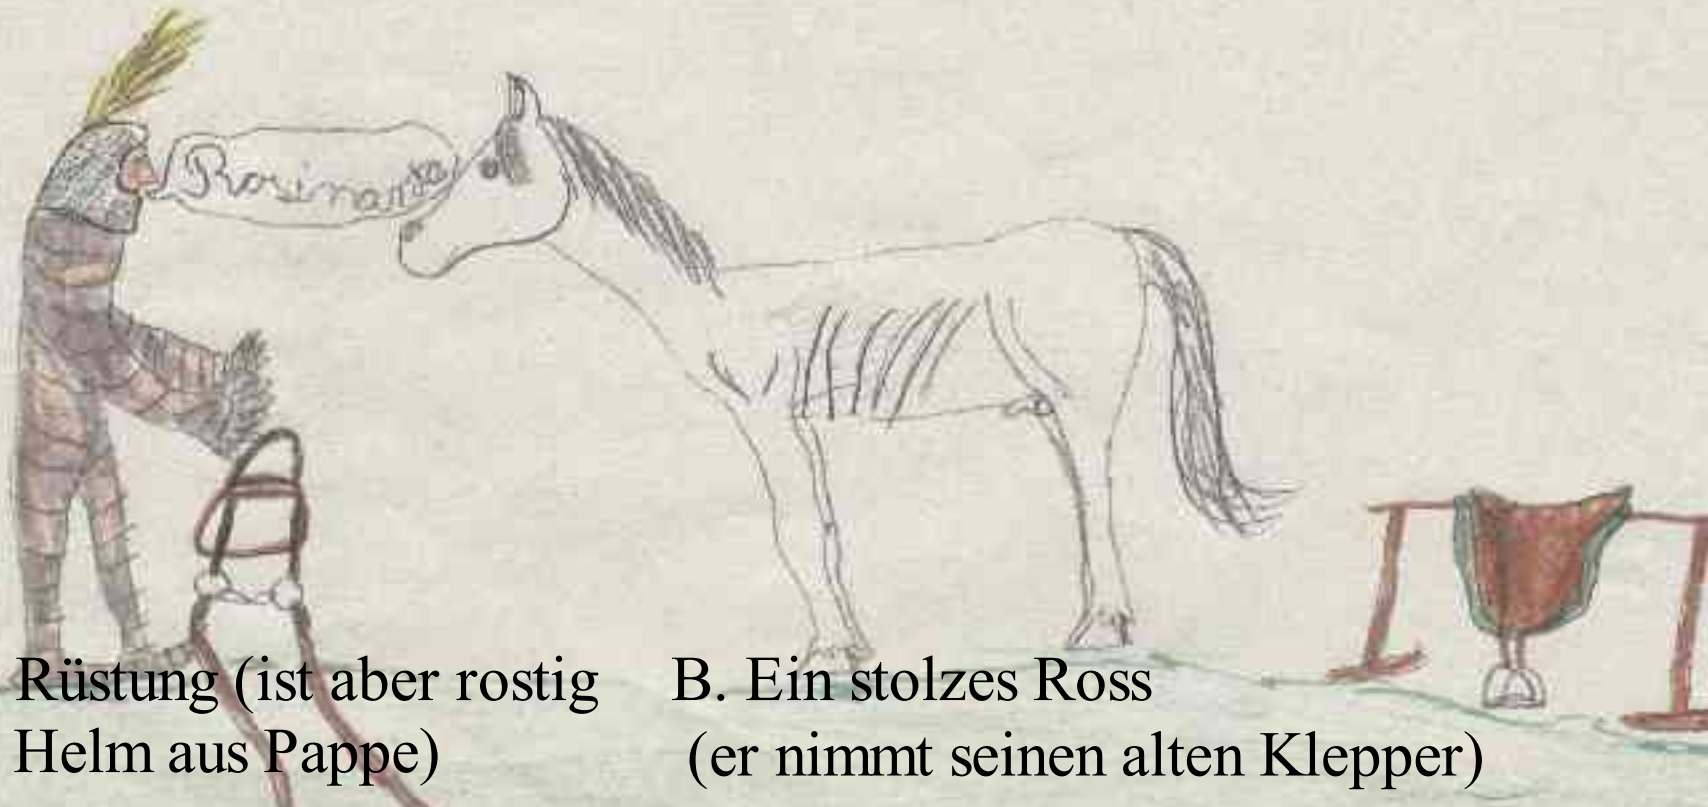 Rosinante
Rüstung (ist aber rostig
Helm aus Pappe)
B. Ein stolzes Ross
(er nimmt seinen alten Klepper)